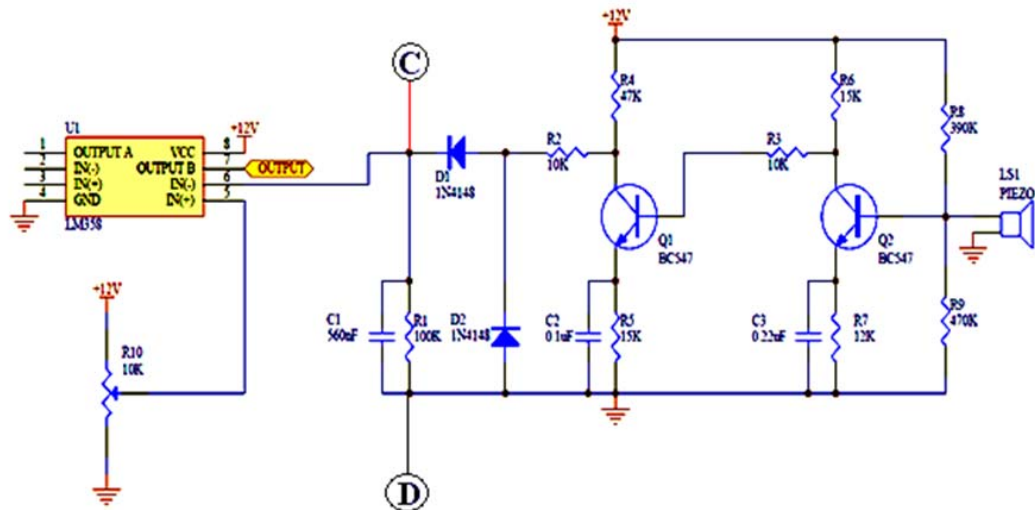 +12V
C
R4
47K
R6
15K
R8
390K
U1
+12V
1
OUTPUT A
VCC
8
2
IN(-)
OUTPUT B
7
OUTPUT
3
IN(+)
IN(-)
6
4
GND
IN(+)
5
LM358
R2
10K
R3
10K
D1
1N4148
LS1
PIEZO
Q1
BC547
Q2
BC547
+12V
R10
10K
C1
560nF
R1
100K
D2
1N4148
C2
0.1uF
R5
15K
C3
0.22uF
R7
12K
R9
470K
D